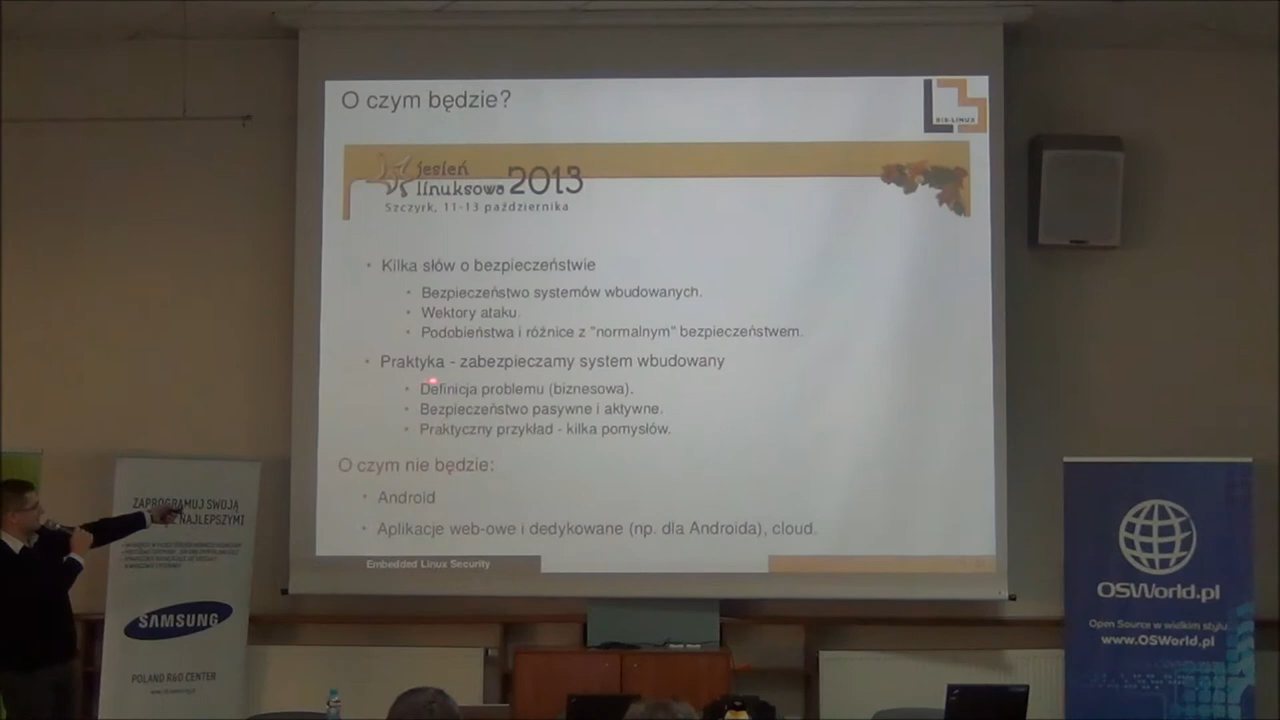 O czym będzie?
BIS-LINUX
jesień
linuksowa 2013
Szczyrk, 11-13 października
Kilka słów o bezpieczeństwie
Bezpieczeństwo systemów wbudowanych.
Wektory ataku.
Podobieństwa i różnice z "normalnym" bezpieczeństwem.
Praktyka - zabezpieczamy system wbudowany
Definicja problemu (biznesowa).
Bezpieczeństwo pasywne i aktywne.
Praktyczny przykład - kilka pomysłów.
O czym nie będzie:
Android
Aplikacje web-owe i dedykowane (np. dla Androida), cloud.
Embedded Linux Security
ZAPROGRAMUJ SWOJĄ
Z NAJLEPSZYMI
SAMSUNG
POLAND R&D CENTER
OSWorld.pl
Open Source w wielkim stylu
www.OSWorld.pl